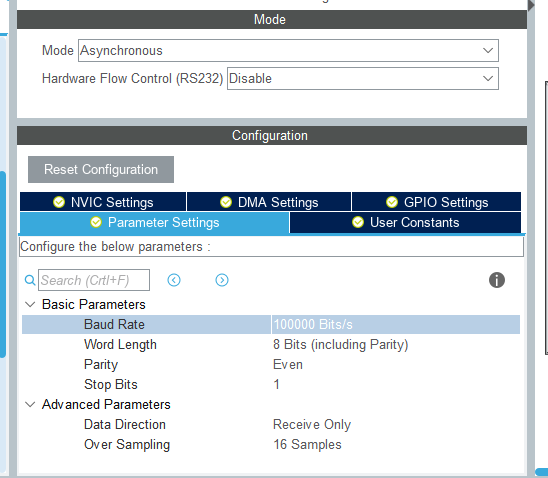 Mode
Mode Asynchronous
Hardware Flow Control (RS232) Disable
Configuration
Reset Configuration
NVIC Settings DMA Settings GPIO Settings
Parameter Settings User Constants
Configure the below parameters :
Search (Crtl+F)
Basic Parameters
Baud Rate 100000 Bits/s
Word Length 8 Bits (including Parity)
Parity Even
Stop Bits 1
Advanced Parameters
Data Direction Receive Only
Over Sampling 16 Samples